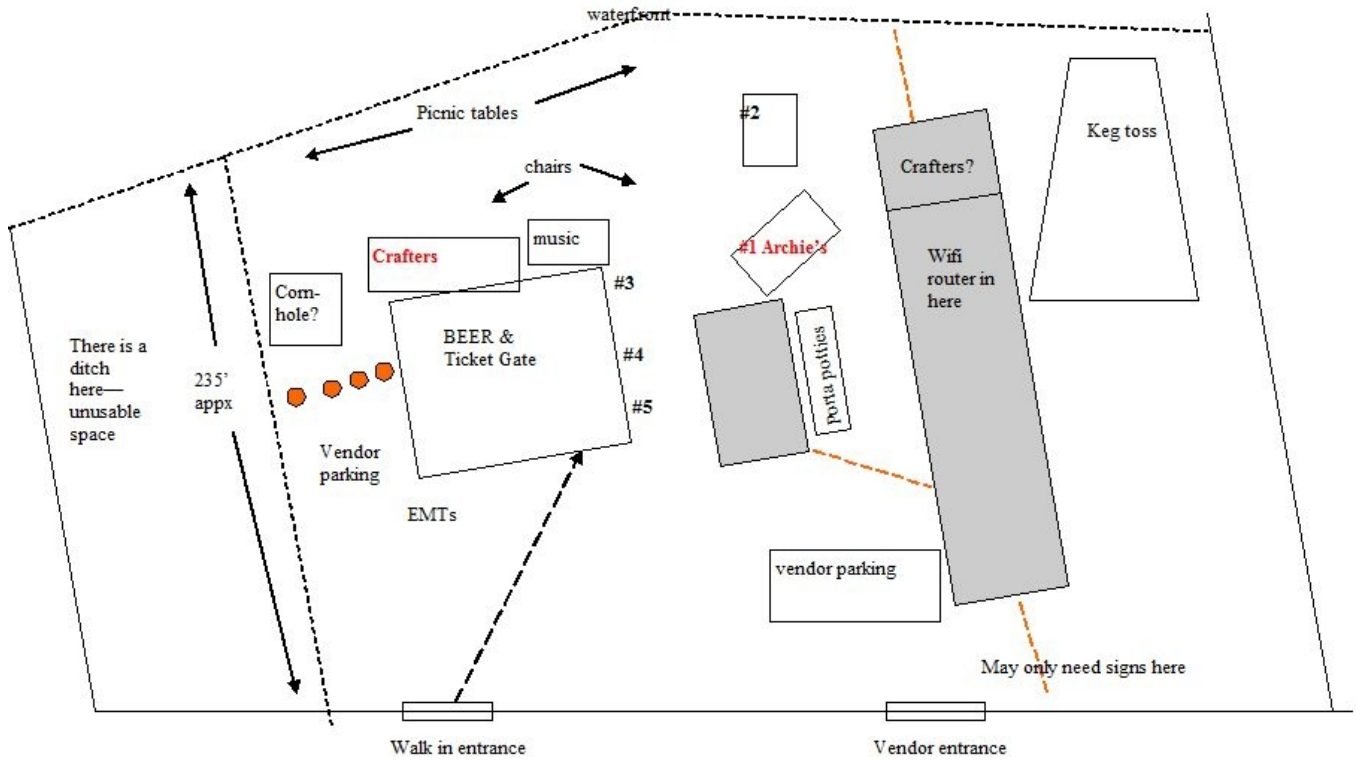 waterfront
Picnic tables
#2
Keg toss
chairs
Crafters?
music
Crafters
#1 Archie's
Wifi
router in
here
#3
Corn-
hole?
BEER &
Ticket Gate
There is a
ditch
here—
unusable
space
235'
appx
#4
Porta potties
#5
Vendor
parking
EMTs
vendor parking
May only need signs here
Walk in entrance
Vendor entrance